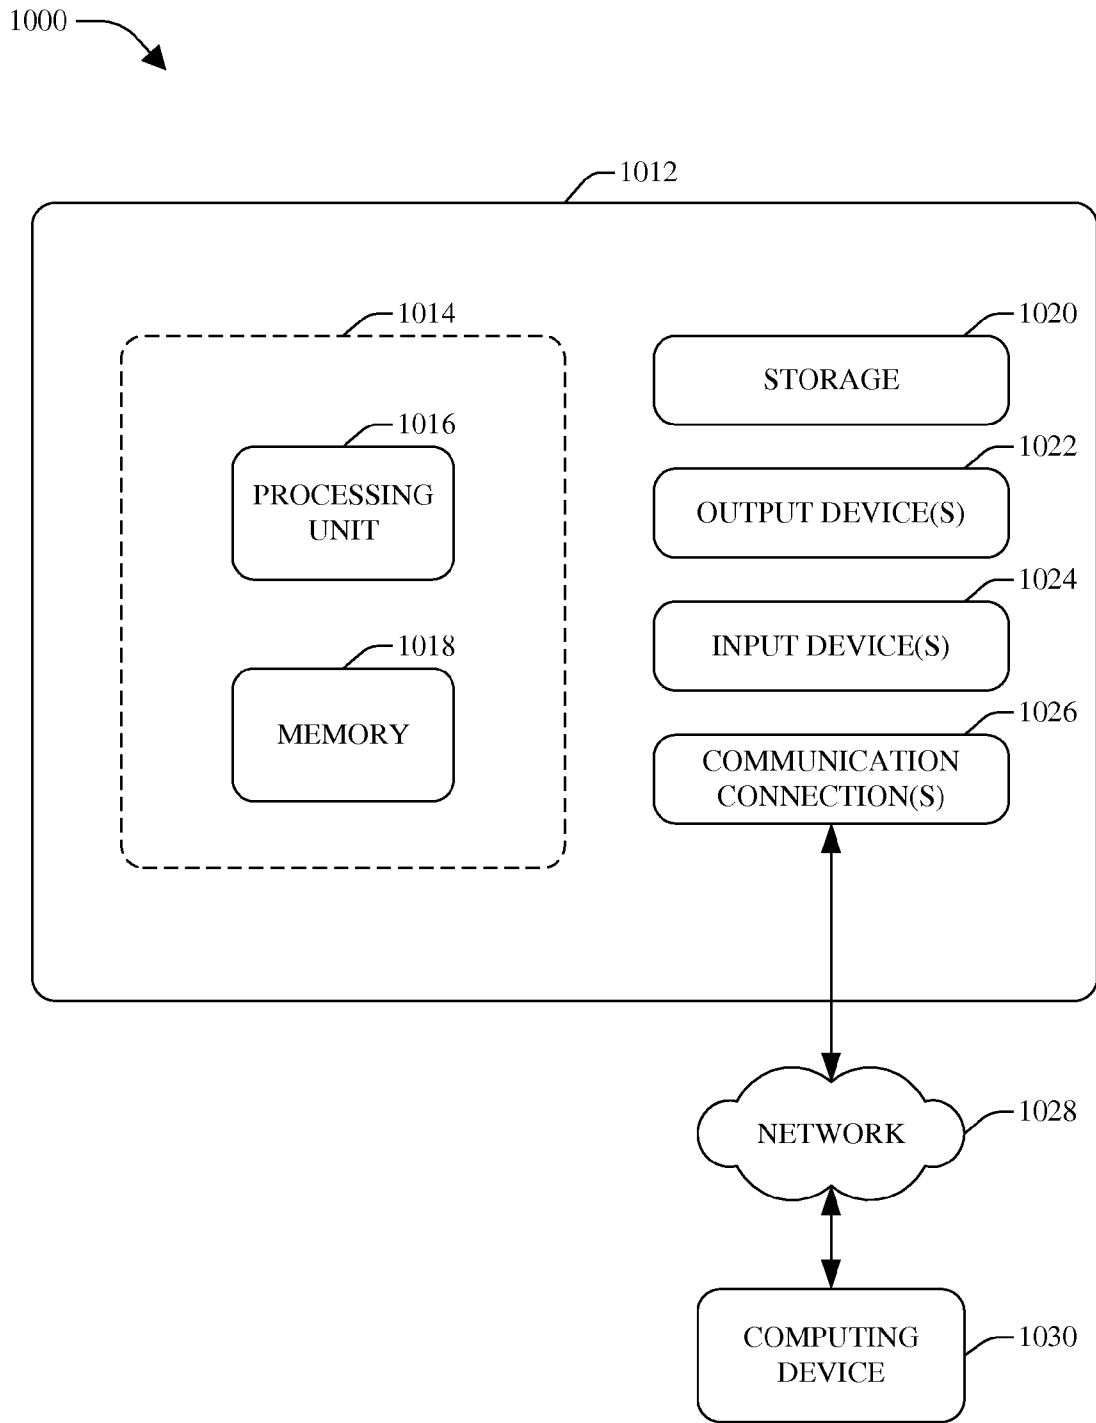 1000
1012
1014
1016
PROCESSING
UNIT
1018
MEMORY
1020
STORAGE
1022
OUTPUT DEVICE(S)
1024
INPUT DEVICE(S)
1026
COMMUNICATION
CONNECTION(S)
NETWORK
1028
COMPUTING
DEVICE
1030